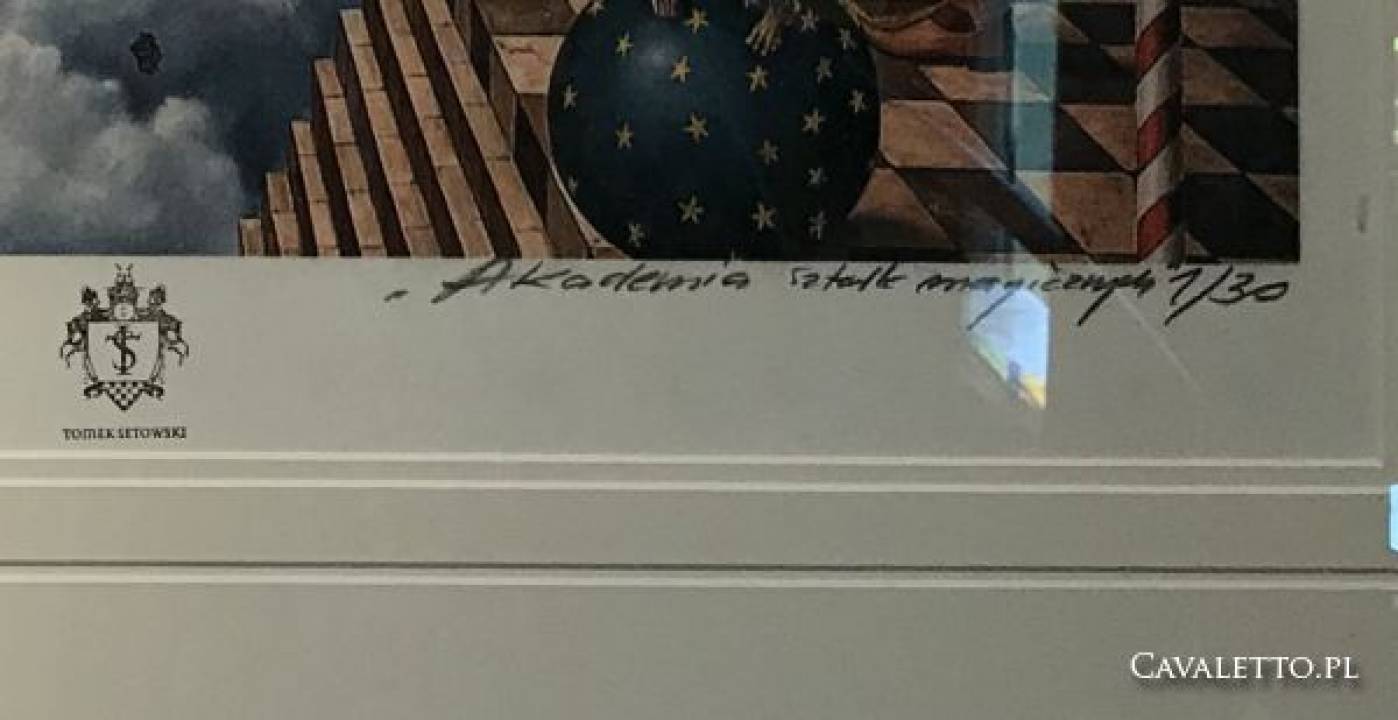 „Akademia sztuk magicznych" 1/30
TOMEK SETOWSKI
CAVALETTO.PL